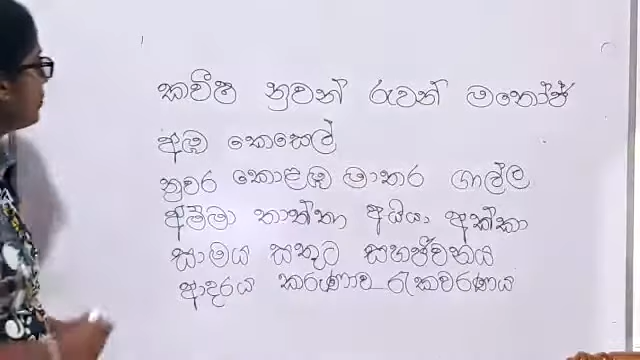 කවීෂ නුවන් රුවන් මනෝජ්
අඹ කෙසෙල්
නුවර කොළඹ මාතර ගාල්ල
අම්මා තාත්තා අයියා අක්කා
සාමය සතුට සහජීවනය
ආදරය කරුණාව රැකවරණය